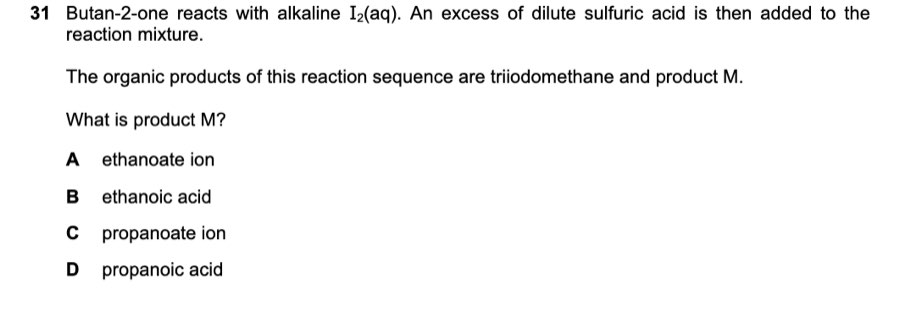 31 Butan-2-one reacts with alkaline I₂(aq). An excess of dilute sulfuric acid is then added to the
reaction mixture.
The organic products of this reaction sequence are triiodomethane and product M.
What is product M?
A ethanoate ion
B ethanoic acid
C propanoate ion
D propanoic acid